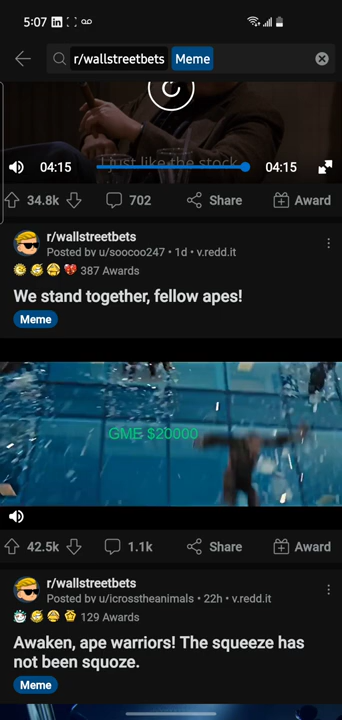 5:07
r/wallstreetbets Meme
I just like the stock
04:15 04:15
34.8k 702 Share Award
r/wallstreetbets
Posted by u/soocoo247 • 1d • v.redd.it
387 Awards
We stand together, fellow apes!
Meme
GME $20000
42.5k 1.1k Share Award
r/wallstreetbets
Posted by u/icrosstheanimals • 22h • v.redd.it
129 Awards
Awaken, ape warriors! The squeeze has
not been squoze.
Meme